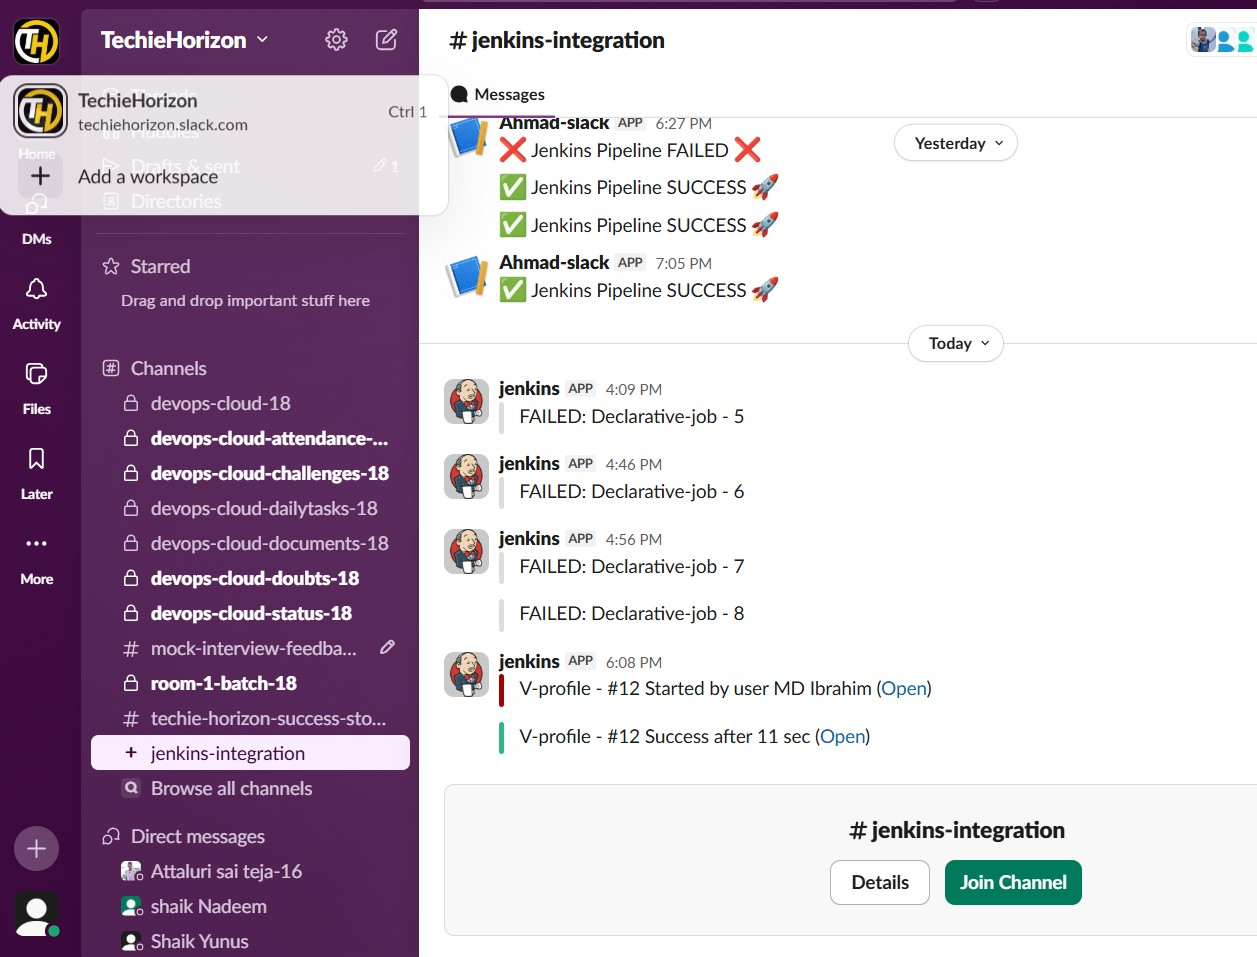 TechieHorizon
TechieHorizon
techiehorizon.slack.com
Ctrl 1
Threads
Huddles
Home
Drafts & sent
1
Add a workspace
Directories
DMs
Activity
Files
Later
More
Starred
Drag and drop important stuff here
Channels
devops-cloud-18
devops-cloud-attendance-...
devops-cloud-challenges-18
devops-cloud-dailytasks-18
devops-cloud-documents-18
devops-cloud-doubts-18
devops-cloud-status-18
# mock-interview-feedba...
room-1-batch-18
# techie-horizon-success-sto...
+ jenkins-integration
Browse all channels
Direct messages
Attaluri sai teja-16
shaik Nadeem
Shaik Yunus
# jenkins-integration
Messages
Ahmad-slack APP 6:27 PM
❌ Jenkins Pipeline FAILED ❌
Yesterday
✅ Jenkins Pipeline SUCCESS 🚀
✅ Jenkins Pipeline SUCCESS 🚀
Ahmad-slack APP 7:05 PM
✅ Jenkins Pipeline SUCCESS 🚀
Today
jenkins APP 4:09 PM
FAILED: Declarative-job - 5
jenkins APP 4:46 PM
FAILED: Declarative-job - 6
jenkins APP 4:56 PM
FAILED: Declarative-job - 7
FAILED: Declarative-job - 8
jenkins APP 6:08 PM
V-profile - #12 Started by user MD Ibrahim (Open)
V-profile - #12 Success after 11 sec (Open)
# jenkins-integration
Details
Join Channel